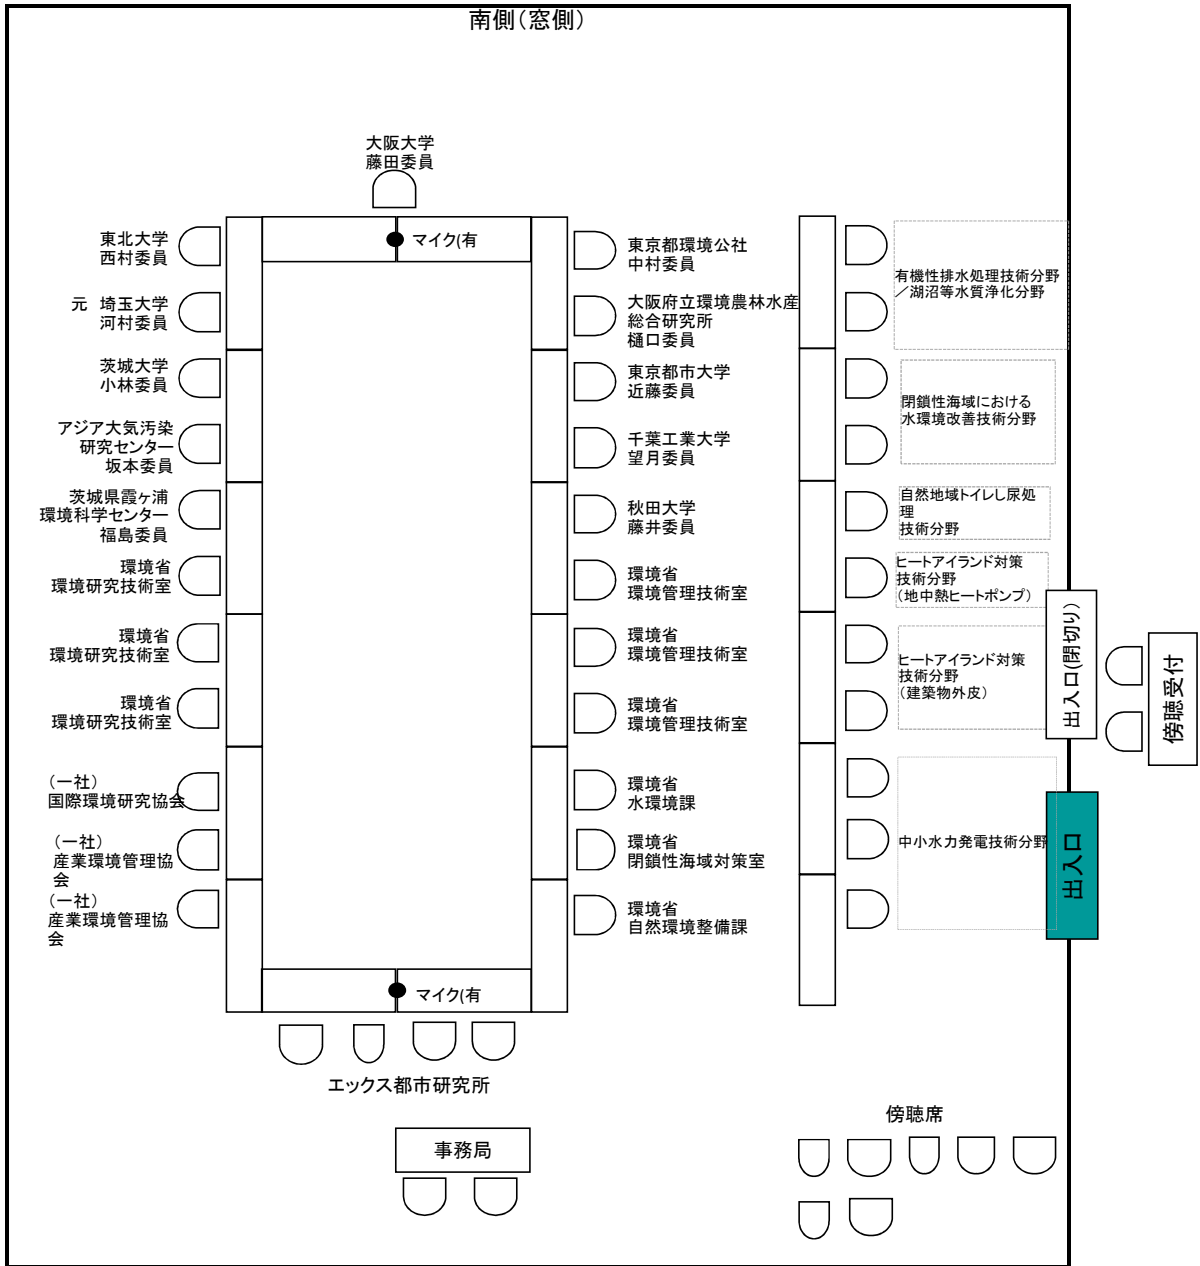 南側(窓側)
大阪大学
藤田委員
マイク(有
東北大学
西村委員
元 埼玉大学
河村委員
茨城大学
小林委員
アジア大気汚染
研究センター
坂本委員
茨城県霞ヶ浦
環境科学センター
福島委員
環境省
環境研究技術室
環境省
環境研究技術室
環境省
環境研究技術室
(一社)
国際環境研究協会
(一社)
産業環境管理協
会
(一社)
産業環境管理協
会
東京都環境公社
中村委員
大阪府立環境農林水産
総合研究所
樋口委員
東京都市大学
近藤委員
千葉工業大学
望月委員
秋田大学
藤井委員
環境省
環境管理技術室
環境省
環境管理技術室
環境省
環境管理技術室
環境省
水環境課
環境省
閉鎖性海域対策室
環境省
自然環境整備課
有機性排水処理技術分野
/湖沼等水質浄化分野
閉鎖性海域における
水環境改善技術分野
自然地域トイレし尿処
理
技術分野
ヒートアイランド対策
技術分野
(地中熱ヒートポンプ)
ヒートアイランド対策
技術分野
(建築物外皮)
中小水力発電技術分野
出入口(閉切り)
傍聴受付
出入口
マイク(有
エックス都市研究所
事務局
傍聴席